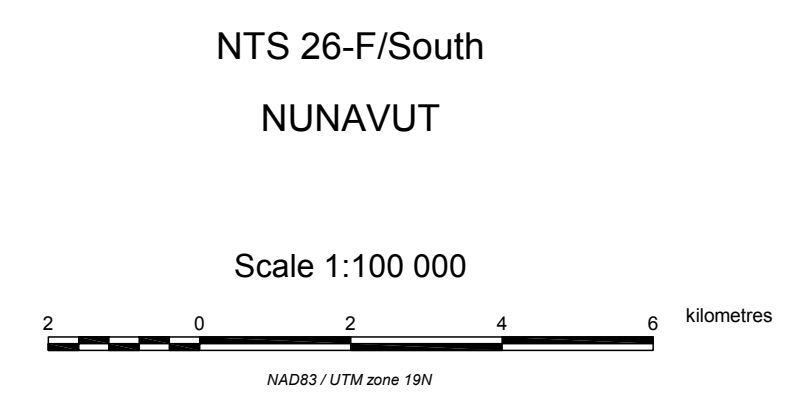 NTS 26-F/South
NUNAVUT
Scale 1:100 000
2 0 2 4 6 kilometres
NAD83 / UTM zone 19N